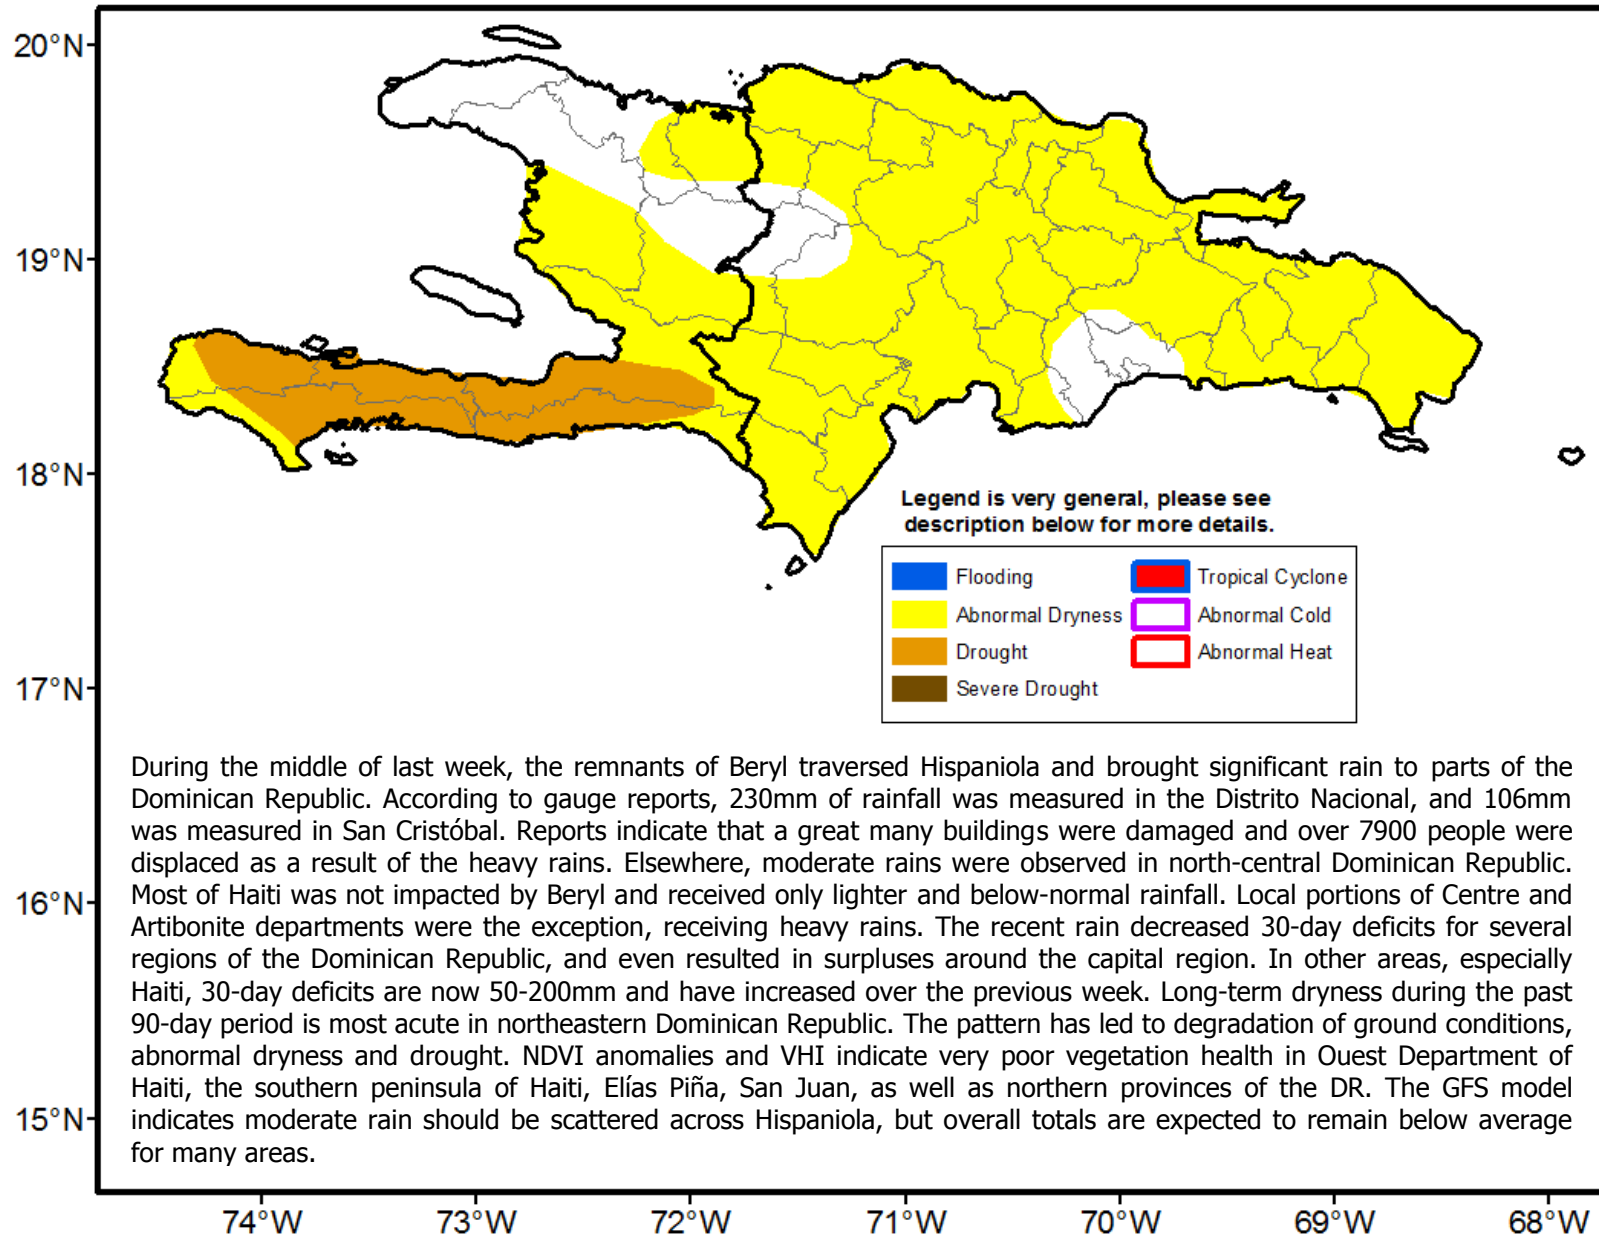 20°N
19°N
18°N
17°N
16°N
15°N
Legend is very general, please see
description below for more details.
Flooding
Tropical Cyclone
Abnormal Dryness
Abnormal Cold
Drought
Abnormal Heat
Severe Drought
During the middle of last week, the remnants of Beryl traversed Hispaniola and brought significant rain to parts of the
Dominican Republic. According to gauge reports, 230mm of rainfall was measured in the Distrito Nacional, and 106mm
was measured in San Cristóbal. Reports indicate that a great many buildings were damaged and over 7900 people were
displaced as a result of the heavy rains. Elsewhere, moderate rains were observed in north-central Dominican Republic.
Most of Haiti was not impacted by Beryl and received only lighter and below-normal rainfall. Local portions of Centre and
Artibonite departments were the exception, receiving heavy rains. The recent rain decreased 30-day deficits for several
regions of the Dominican Republic, and even resulted in surpluses around the capital region. In other areas, especially
Haiti, 30-day deficits are now 50-200mm and have increased over the previous week. Long-term dryness during the past
90-day period is most acute in northeastern Dominican Republic. The pattern has led to degradation of ground conditions,
abnormal dryness and drought. NDVI anomalies and VHI indicate very poor vegetation health in Ouest Department of
Haiti, the southern peninsula of Haiti, Elías Piña, San Juan, as well as northern provinces of the DR. The GFS model
indicates moderate rain should be scattered across Hispaniola, but overall totals are expected to remain below average
for many areas.
74°W
73°W
72°W
71°W
70°W
69°W
68°W